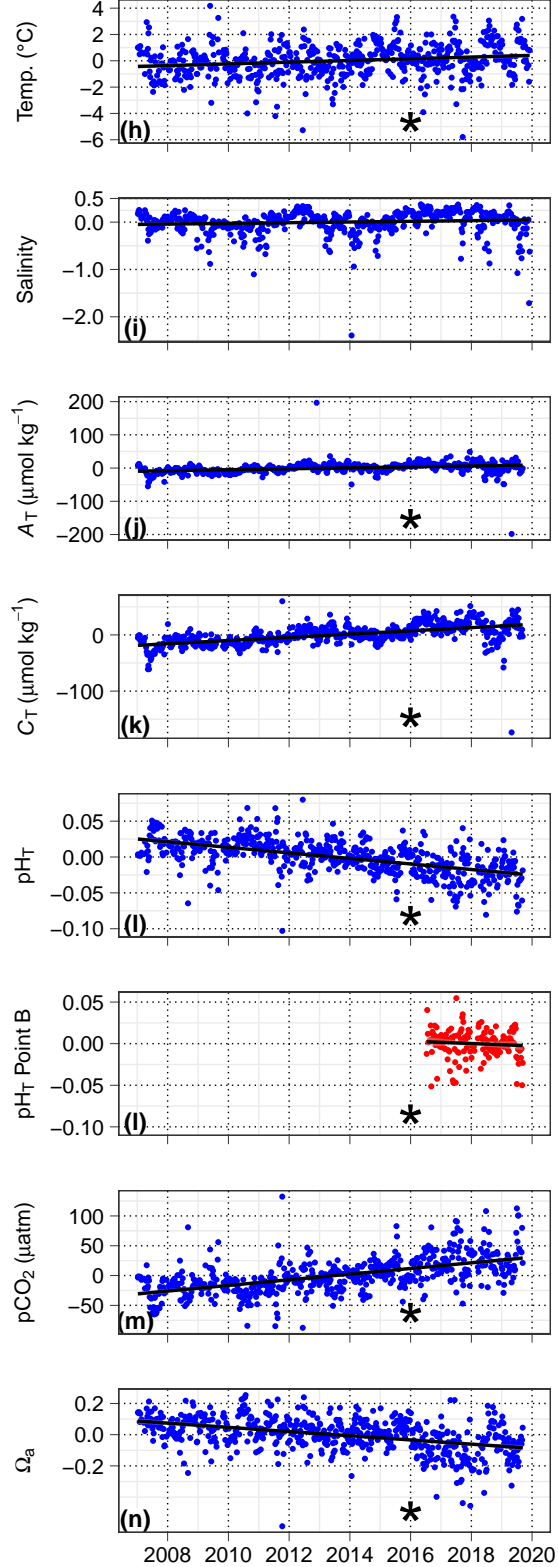 Temp. (°C)
4
2
0
−2
−4
−6
(h)
*
Salinity
0.5
0.0
−1.0
−2.0
(i)
A_T (μmol kg⁻¹)
200
100
0
−100
−200
(j)
*
C_T (μmol kg⁻¹)
0
−100
(k)
*
pH_T
0.05
0.00
−0.05
−0.10
(l)
*
pH_T Point B
0.05
0.00
−0.05
−0.10
(l)
*
pCO₂ (μatm)
100
50
0
−50
(m)
*
Ωₐ
0.2
−0.0
−0.2
(n)
*
2008 2010 2012 2014 2016 2018 2020